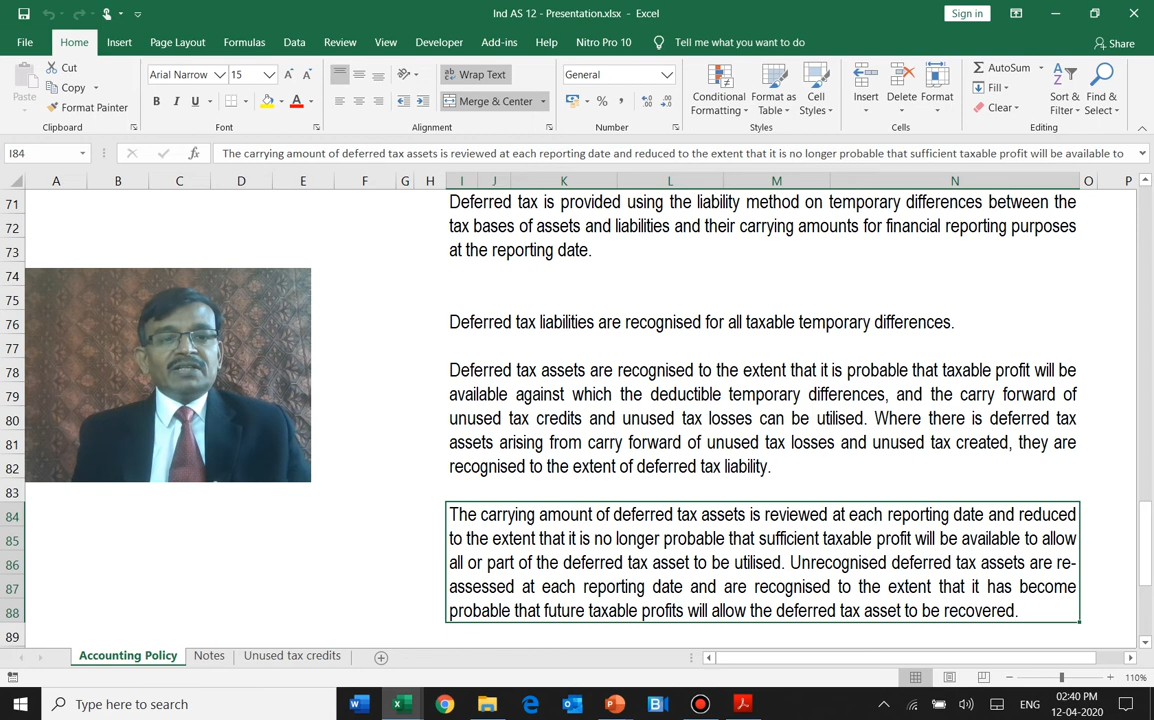 Ind AS 12 - Presentation.xlsx - Excel
Sign in
File Home Insert Page Layout Formulas Data Review View Developer Add-ins Help Nitro Pro 10 Tell me what you want to do Share
Paste
Cut
Copy
Format Painter
Clipboard
Arial Narrow 15
B I U
Font
Wrap Text
Merge & Center
Alignment
General
Number
Conditional Formatting
Format as Table
Cell Styles
Styles
Insert Delete Format
Cells
AutoSum
Fill
Clear
Sort & Filter
Find & Select
Editing
I84 fx The carrying amount of deferred tax assets is reviewed at each reporting date and reduced to the extent that it is no longer probable that sufficient taxable profit will be available to
A B C D E F G H I J K L M N O P
71 Deferred tax is provided using the liability method on temporary differences between the
72 tax bases of assets and liabilities and their carrying amounts for financial reporting purposes
73 at the reporting date.
74
75
76 Deferred tax liabilities are recognised for all taxable temporary differences.
77
78 Deferred tax assets are recognised to the extent that it is probable that taxable profit will be
79 available against which the deductible temporary differences, and the carry forward of
80 unused tax credits and unused tax losses can be utilised. Where there is deferred tax
81 assets arising from carry forward of unused tax losses and unused tax created, they are
82 recognised to the extent of deferred tax liability.
83
84 The carrying amount of deferred tax assets is reviewed at each reporting date and reduced
85 to the extent that it is no longer probable that sufficient taxable profit will be available to allow
86 all or part of the deferred tax asset to be utilised. Unrecognised deferred tax assets are re-
87 assessed at each reporting date and are recognised to the extent that it has become
88 probable that future taxable profits will allow the deferred tax asset to be recovered.
89
Accounting Policy Notes Unused tax credits
110%
Type here to search
ENG
02:40 PM
12-04-2020